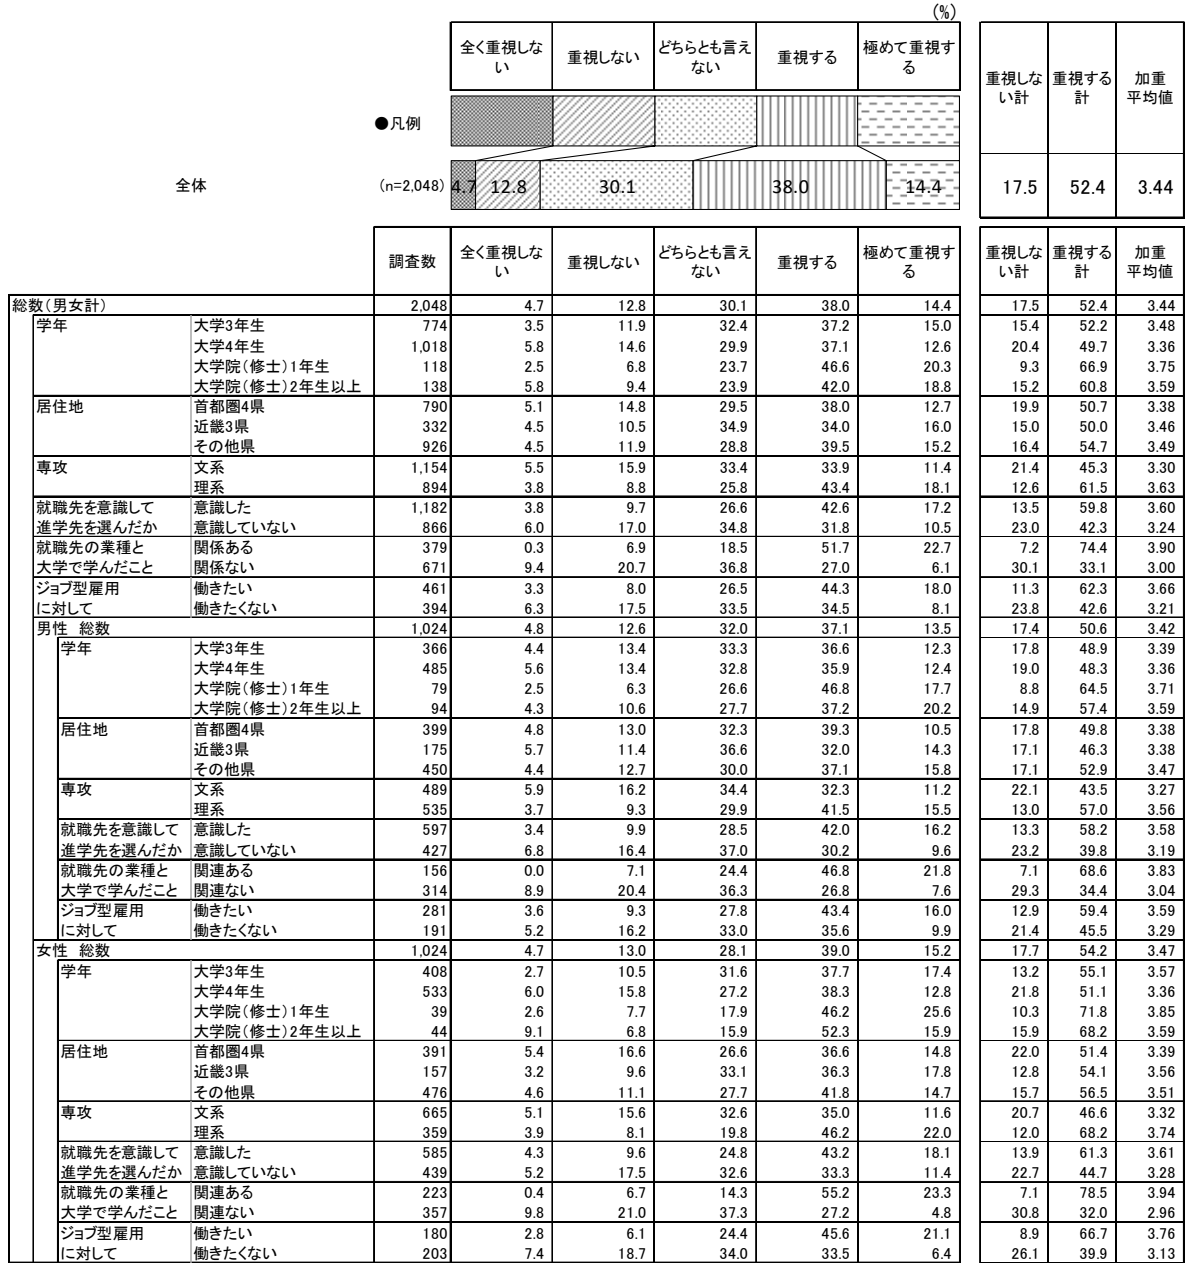 (%)
全く重視しない 重視しない どちらとも言えない 重視する 極めて重視する 重視しない計 重視する計 加重平均値
●凡例
全体 (n=2,048) 4.7 12.8 30.1 38.0 14.4 17.5 52.4 3.44
調査数 全く重視しない 重視しない どちらとも言えない 重視する 極めて重視する 重視しない計 重視する計 加重平均値
総数(男女計) 2,048 4.7 12.8 30.1 38.0 14.4 17.5 52.4 3.44
学年 大学3年生 774 3.5 11.9 32.4 37.2 15.0 15.4 52.2 3.48
大学4年生 1,018 5.8 14.6 29.9 37.1 12.6 20.4 49.7 3.36
大学院(修士)1年生 118 2.5 6.8 23.7 46.6 20.3 9.3 66.9 3.75
大学院(修士)2年生以上 138 5.8 9.4 23.9 42.0 18.8 15.2 60.8 3.59
居住地 首都圏4県 790 5.1 14.8 29.5 38.0 12.7 19.9 50.7 3.38
近畿3県 332 4.5 10.5 34.9 34.0 16.0 15.0 50.0 3.46
その他県 926 4.5 11.9 28.8 39.5 15.2 16.4 54.7 3.49
専攻 文系 1,154 5.5 15.9 33.4 33.9 11.4 21.4 45.3 3.30
理系 894 3.8 8.8 25.8 43.4 18.1 12.6 61.5 3.63
就職先を意識して 意識した 1,182 3.8 9.7 26.6 42.6 17.2 13.5 59.8 3.60
進学先を選んだか 意識していない 866 6.0 17.0 34.8 31.8 10.5 23.0 42.3 3.24
就職先の業種と 関係ある 379 0.3 6.9 18.5 51.7 22.7 7.2 74.4 3.90
大学で学んだこと 関係ない 671 9.4 20.7 36.8 27.0 6.1 30.1 33.1 3.00
ジョブ型雇用 働きたい 461 3.3 8.0 26.5 44.3 18.0 11.3 62.3 3.66
に対して 働きたくない 394 6.3 17.5 33.5 34.5 8.1 23.8 42.6 3.21
男性 総数 1,024 4.8 12.6 32.0 37.1 13.5 17.4 50.6 3.42
学年 大学3年生 366 4.4 13.4 33.3 36.6 12.3 17.8 48.9 3.39
大学4年生 485 5.6 13.4 32.8 35.9 12.4 19.0 48.3 3.36
大学院(修士)1年生 79 2.5 6.3 26.6 46.8 17.7 8.8 64.5 3.71
大学院(修士)2年生以上 94 4.3 10.6 27.7 37.2 20.2 14.9 57.4 3.59
居住地 首都圏4県 399 4.8 13.0 32.3 39.3 10.5 17.8 49.8 3.38
近畿3県 175 5.7 11.4 36.6 32.0 14.3 17.1 46.3 3.38
その他県 450 4.4 12.7 30.0 37.1 15.8 17.1 52.9 3.47
専攻 文系 489 5.9 16.2 34.4 32.3 11.2 22.1 43.5 3.27
理系 535 3.7 9.3 29.9 41.5 15.5 13.0 57.0 3.56
就職先を意識して 意識した 597 3.4 9.9 28.5 42.0 16.2 13.3 58.2 3.58
進学先を選んだか 意識していない 427 6.8 16.4 37.0 30.2 9.6 23.2 39.8 3.19
就職先の業種と 関連ある 156 0.0 7.1 24.4 46.8 21.8 7.1 68.6 3.83
大学で学んだこと 関連ない 314 8.9 20.4 36.3 26.8 7.6 29.3 34.4 3.04
ジョブ型雇用 働きたい 281 3.6 9.3 27.8 43.4 16.0 12.9 59.4 3.59
に対して 働きたくない 191 5.2 16.2 33.0 35.6 9.9 21.4 45.5 3.29
女性 総数 1,024 4.7 13.0 28.1 39.0 15.2 17.7 54.2 3.47
学年 大学3年生 408 2.7 10.5 31.6 37.7 17.4 13.2 55.1 3.57
大学4年生 533 6.0 15.8 27.2 38.3 12.8 21.8 51.1 3.36
大学院(修士)1年生 39 2.6 7.7 17.9 46.2 25.6 10.3 71.8 3.85
大学院(修士)2年生以上 44 9.1 6.8 15.9 52.3 15.9 15.9 68.2 3.59
居住地 首都圏4県 391 5.4 16.6 26.6 36.6 14.8 22.0 51.4 3.39
近畿3県 157 3.2 9.6 33.1 36.3 17.8 12.8 54.1 3.56
その他県 476 4.6 11.1 27.7 41.8 14.7 15.7 56.5 3.51
専攻 文系 665 5.1 15.6 32.6 35.0 11.6 20.7 46.6 3.32
理系 359 3.9 8.1 19.8 46.2 22.0 12.0 68.2 3.74
就職先を意識して 意識した 585 4.3 9.6 24.8 43.2 18.1 13.9 61.3 3.61
進学先を選んだか 意識していない 439 5.2 17.5 32.6 33.3 11.4 22.7 44.7 3.28
就職先の業種と 関連ある 223 0.4 6.7 14.3 55.2 23.3 7.1 78.5 3.94
大学で学んだこと 関連ない 357 9.8 21.0 37.3 27.2 4.8 30.8 32.0 2.96
ジョブ型雇用 働きたい 180 2.8 6.1 24.4 45.6 21.1 8.9 66.7 3.76
に対して 働きたくない 203 7.4 18.7 34.0 33.5 6.4 26.1 39.9 3.13